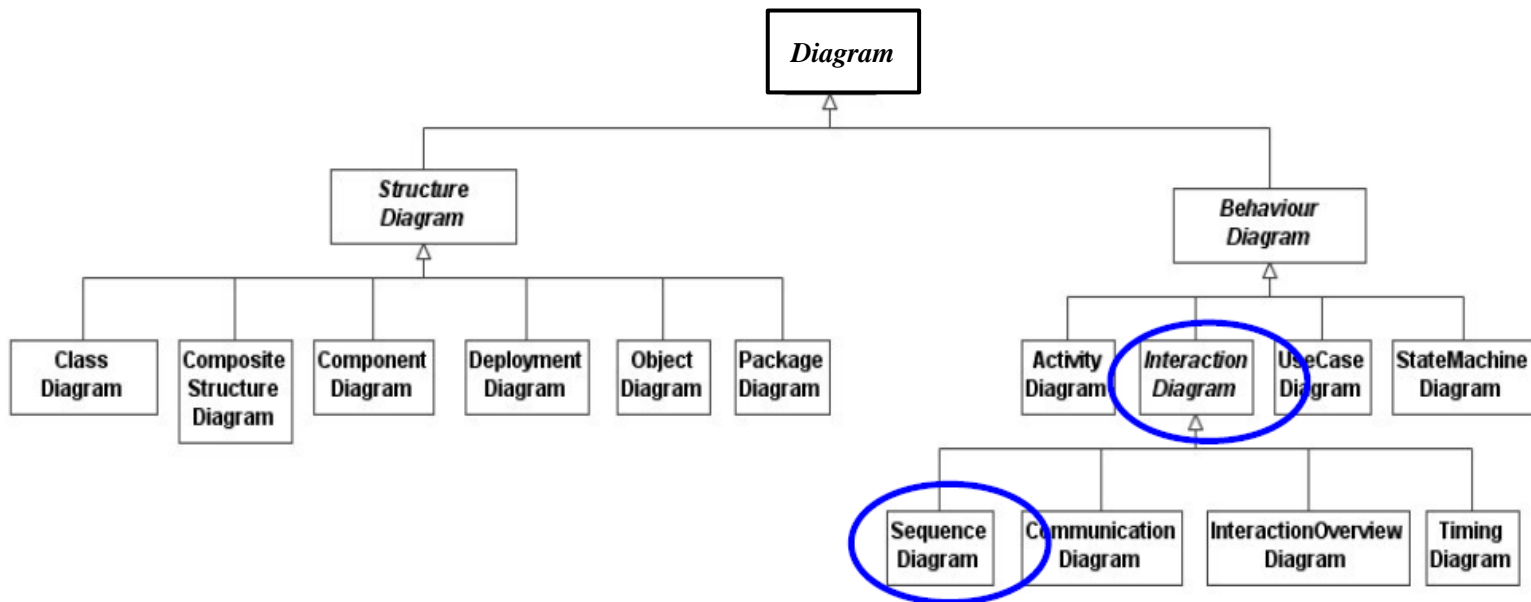 Diagram
Structure
Diagram
Behaviour
Diagram
Class
Diagram
Composite
Structure
Diagram
Component
Diagram
Deployment
Diagram
Object
Diagram
Package
Diagram
Activity
Diagram
Interaction
Diagram
UseCase
Diagram
StateMachine
Diagram
Sequence
Diagram
Communication
Diagram
InteractionOverview
Diagram
Timing
Diagram